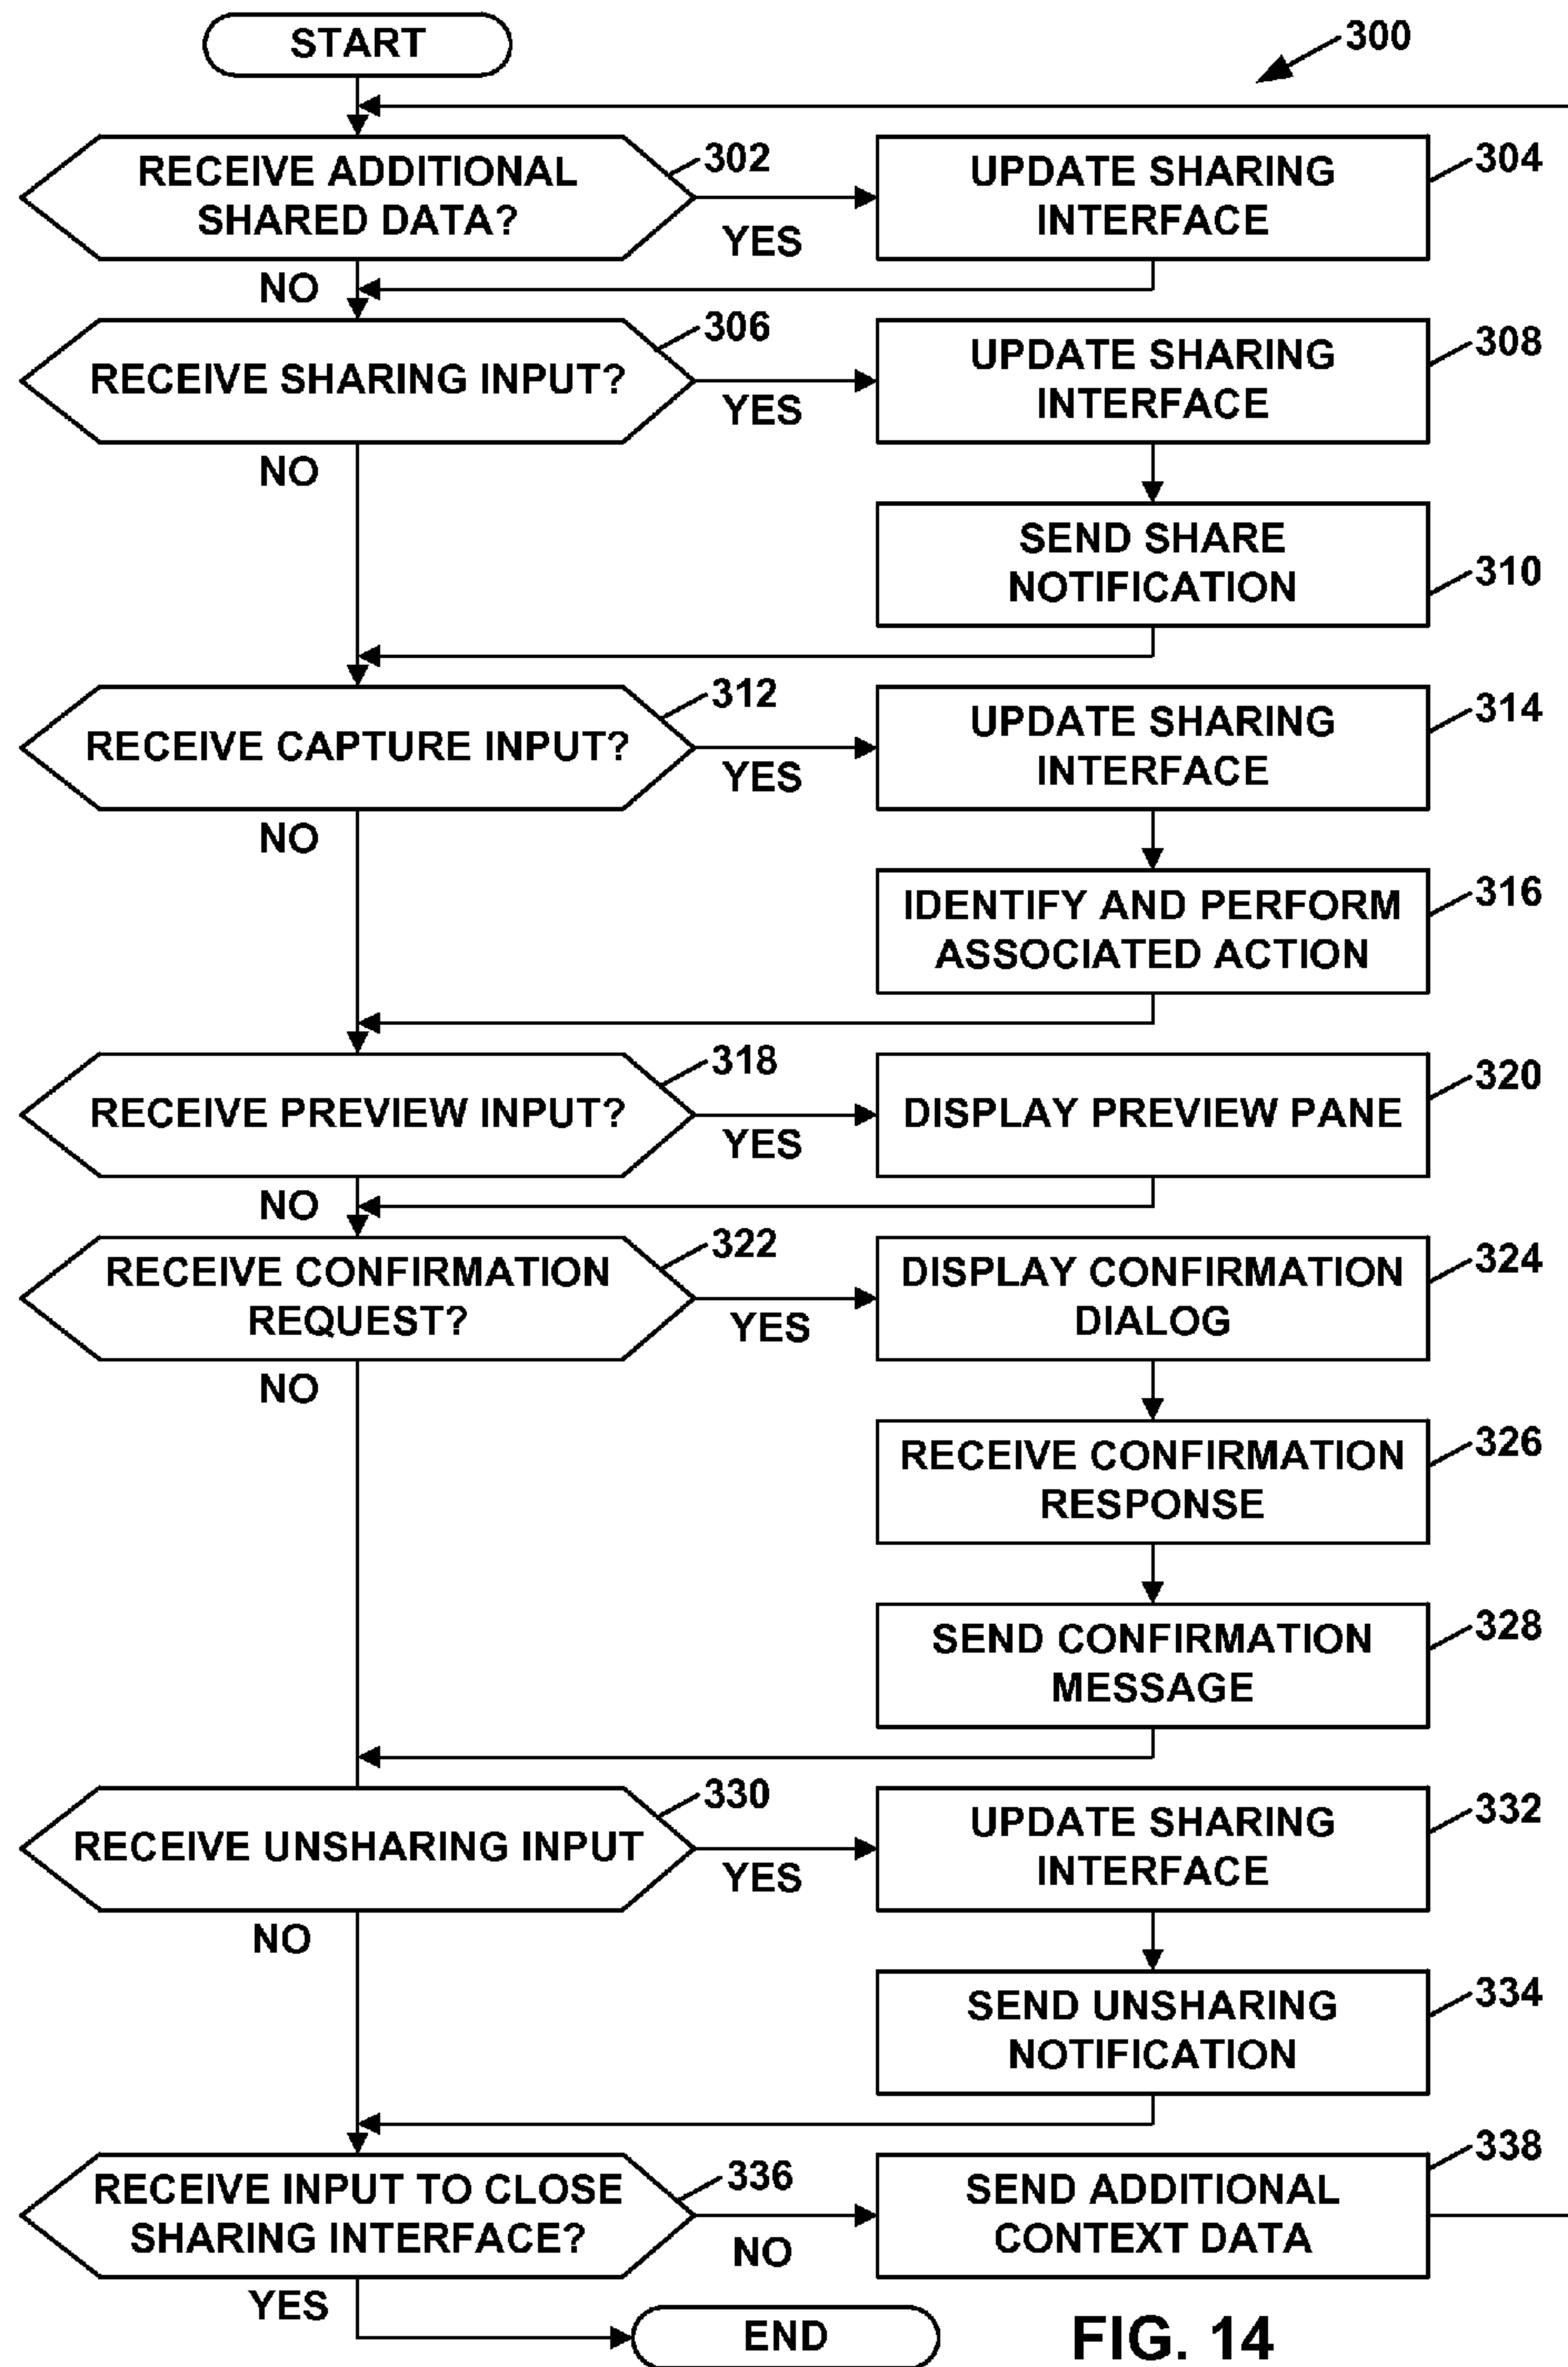 START
300
RECEIVE ADDITIONAL
SHARED DATA?
302
YES
NO
UPDATE SHARING
INTERFACE
304
RECEIVE SHARING INPUT?
306
YES
NO
UPDATE SHARING
INTERFACE
308
SEND SHARE
NOTIFICATION
310
RECEIVE CAPTURE INPUT?
312
YES
NO
UPDATE SHARING
INTERFACE
314
IDENTIFY AND PERFORM
ASSOCIATED ACTION
316
RECEIVE PREVIEW INPUT?
318
YES
NO
DISPLAY PREVIEW PANE
320
RECEIVE CONFIRMATION
REQUEST?
322
YES
NO
DISPLAY CONFIRMATION
DIALOG
324
RECEIVE CONFIRMATION
RESPONSE
326
SEND CONFIRMATION
MESSAGE
328
RECEIVE UNSHARING INPUT
330
YES
NO
UPDATE SHARING
INTERFACE
332
SEND UNSHARING
NOTIFICATION
334
RECEIVE INPUT TO CLOSE
SHARING INTERFACE?
336
NO
YES
SEND ADDITIONAL
CONTEXT DATA
338
END
FIG. 14